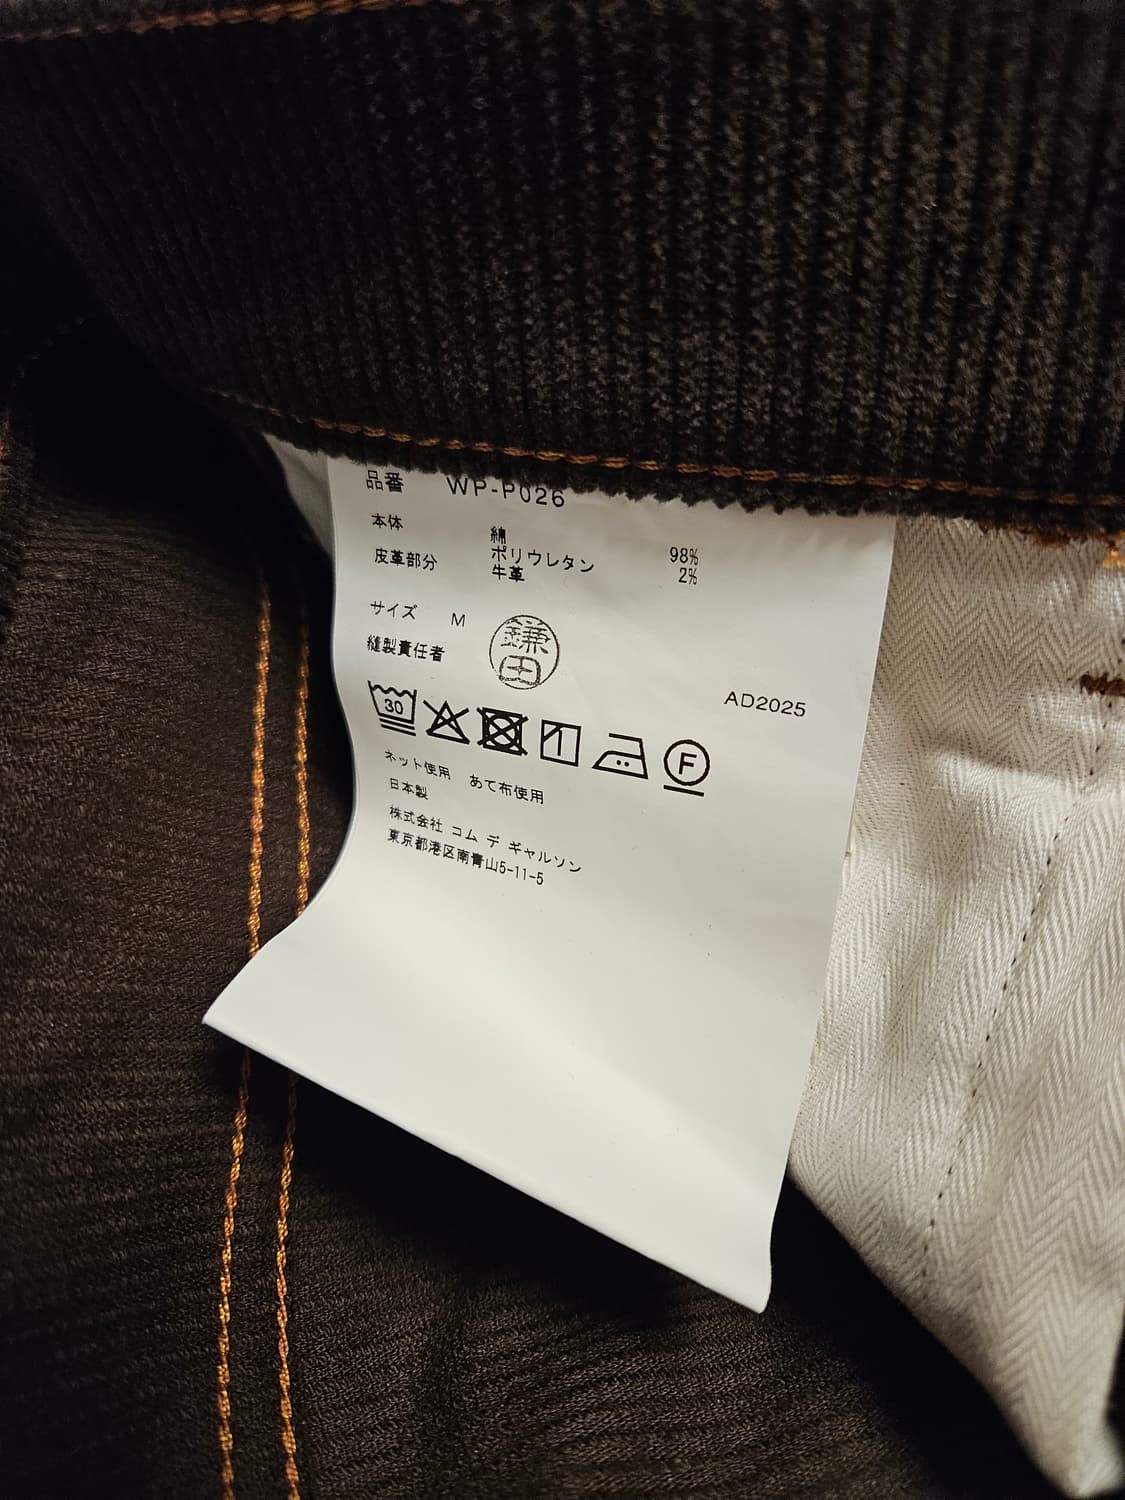 品番 WP-P026
本体 綿 98%
ポリウレタン 2%
皮革部分 牛革
サイズ M
縫製責任者 鎌田
AD2025
30
F
ネット使用 あて布使用
日本製
株式会社 コム デ ギャルソン
東京都港区南青山5-11-5